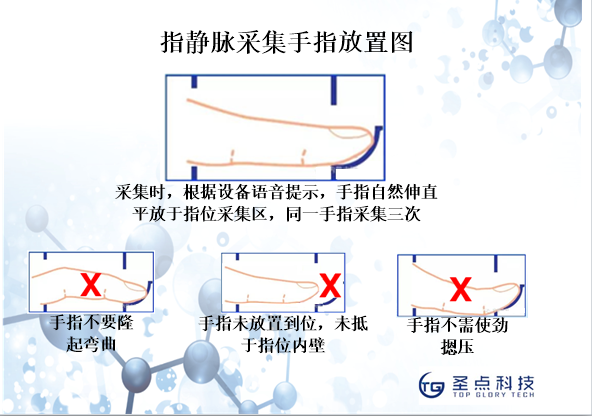 指静脉采集手指放置图
采集时，根据设备语音提示，手指自然伸直
平放于指位采集区，同一手指采集三次
X
X
X
手指不要隆
起弯曲
手指未放置到位，未抵
于指位内壁
手指不需使劲
摁压
TG 圣点科技
TOP GLORY TECH